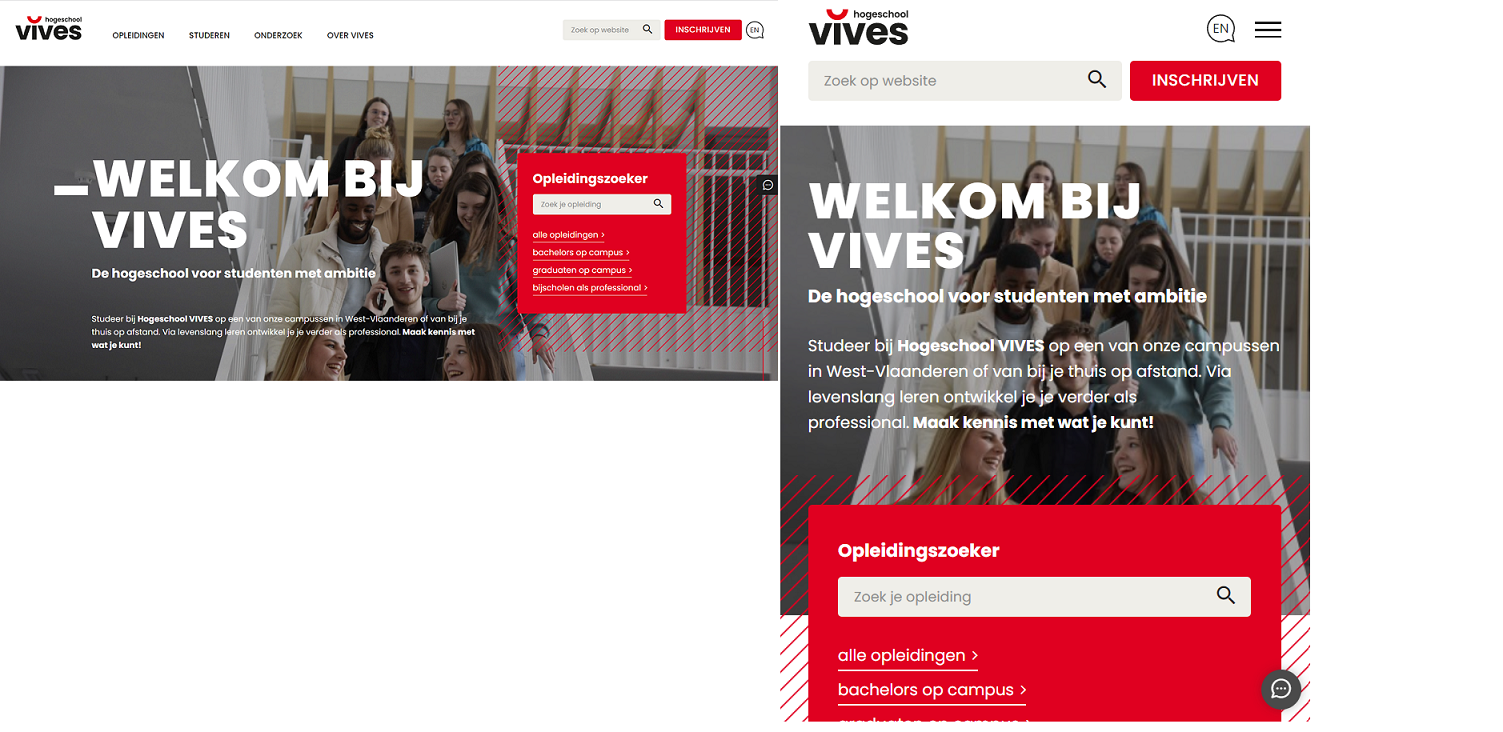 hogeschool
vives
OPLEIDINGEN STUDEREN ONDERZOEK OVER VIVES
Zoek op website
INSCHRIJVEN
EN
_WELKOM BIJ
VIVES
De hogeschool voor studenten met ambitie
Studeer bij Hogeschool VIVES op een van onze campussen in West-Vlaanderen of van bij je
thuis op afstand. Via levenslang leren ontwikkel je je verder als professional. Maak kennis met
wat je kunt!
Opleidingszoeker
Zoek je opleiding
alle opleidingen >
bachelors op campus >
graduaten op campus >
bijscholen als professional >
hogeschool
vives
EN
Zoek op website
INSCHRIJVEN
WELKOM BIJ
VIVES
De hogeschool voor studenten met ambitie
Studeer bij Hogeschool VIVES op een van onze campussen
in West-Vlaanderen of van bij je thuis op afstand. Via
levenslang leren ontwikkel je je verder als
professional. Maak kennis met wat je kunt!
Opleidingszoeker
Zoek je opleiding
alle opleidingen >
bachelors op campus >
graduaten op campus >